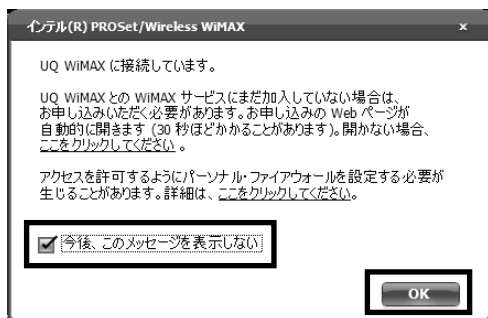 インテル(R) PROSet/Wireless WiMAX x
UQ WiMAX に接続しています。
UQ WiMAX との WiMAX サービスにまだ加入していない場合は、
お申し込みいただく必要があります。お申し込みの Web ページが
自動的に開きます (30 秒ほどかかることがあります)。開かない場合、
ここをクリックしてください 。
アクセスを許可するようにパーソナル・ファイアウォールを設定する必要が
生じることがあります。詳細は、ここをクリックしてください。
今後、このメッセージを表示しない
OK